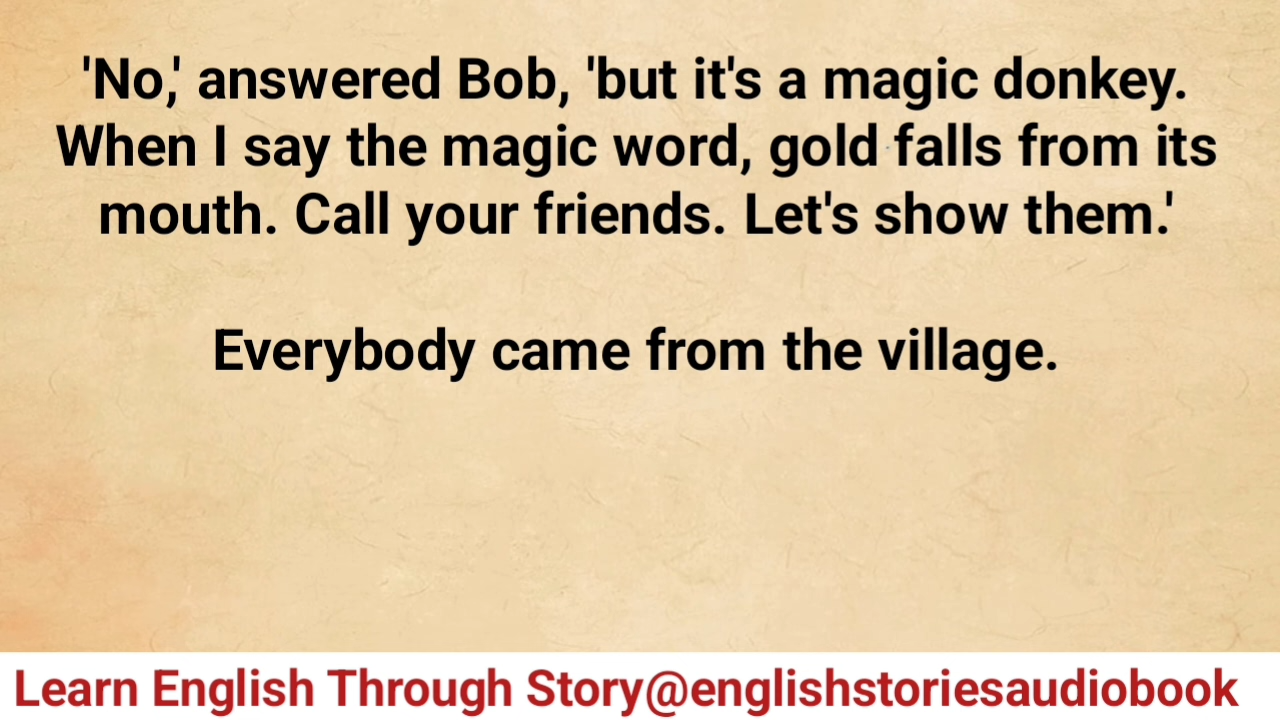 'No,' answered Bob, 'but it's a magic donkey.
When I say the magic word, gold falls from its
mouth. Call your friends. Let's show them.'
Everybody came from the village.
Learn English Through Story@englishstoriesaudiobook